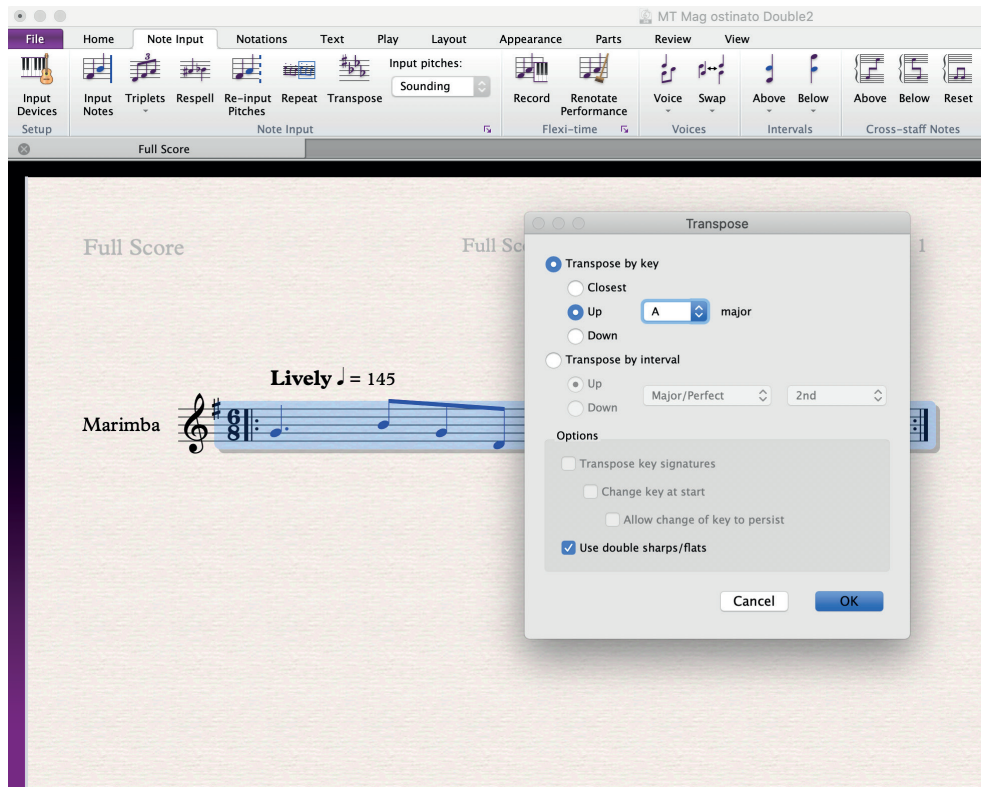 MT Mag ostinato Double2
File Home Note Input Notations Text Play Layout Appearance Parts Review View
3
Input pitches:
Sounding
Input Devices
Input Notes
Triplets
Respell
Re-input Pitches
Repeat
Transpose
Record
Renotate Performance
Voice
Swap
Above
Below
Above
Below
Reset
Setup Note Input Flexi-time Voices Intervals Cross-staff Notes
Full Score
Full Score Full Sc 1
Transpose
Transpose by key
Closest
Up A major
Down
Transpose by interval
Up
Major/Perfect 2nd
Down
Options
Transpose key signatures
Change key at start
Allow change of key to persist
Use double sharps/flats
Cancel OK
Lively ♩ = 145
Marimba
6
8